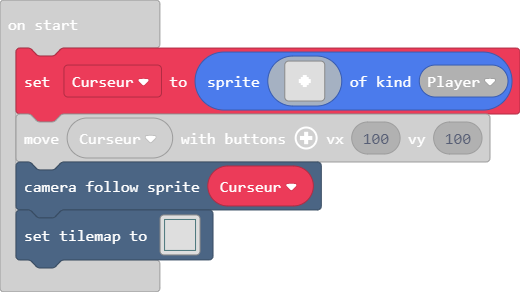 on start
set Curseur to sprite of kind Player
move Curseur with buttons vx 100 vy 100
camera follow sprite Curseur
set tilemap to